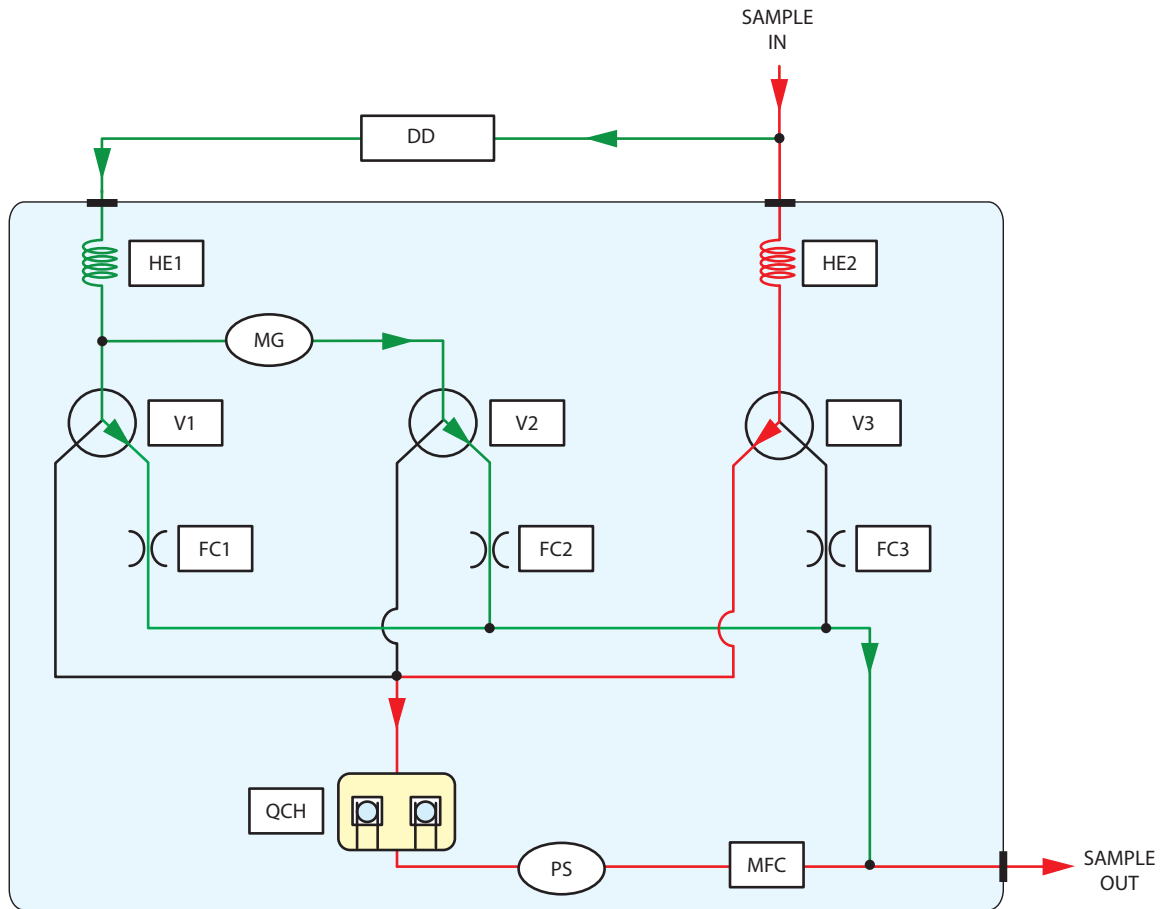 SAMPLE
IN
DD
HE1
HE2
MG
V1
V2
V3
FC1
FC2
FC3
QCH
PS
MFC
SAMPLE
OUT